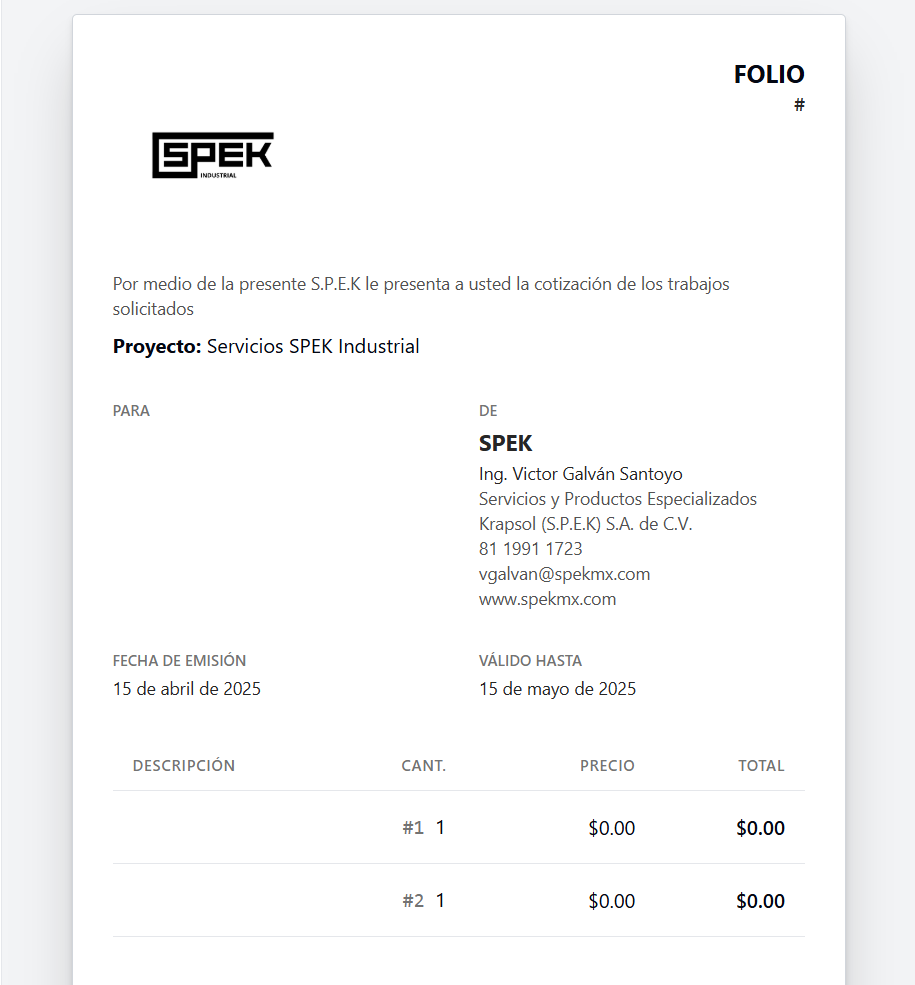 FOLIO
#
SPEK
INDUSTRIAL
Por medio de la presente S.P.E.K le presenta a usted la cotización de los trabajos
solicitados
Proyecto: Servicios SPEK Industrial
PARA
DE
SPEK
Ing. Victor Galván Santoyo
Servicios y Productos Especializados
Krapsol (S.P.E.K) S.A. de C.V.
81 1991 1723
vgalvan@spekmx.com
www.spekmx.com
FECHA DE EMISIÓN
15 de abril de 2025
VÁLIDO HASTA
15 de mayo de 2025
DESCRIPCIÓN CANT. PRECIO TOTAL
#1 1 $0.00 $0.00
#2 1 $0.00 $0.00